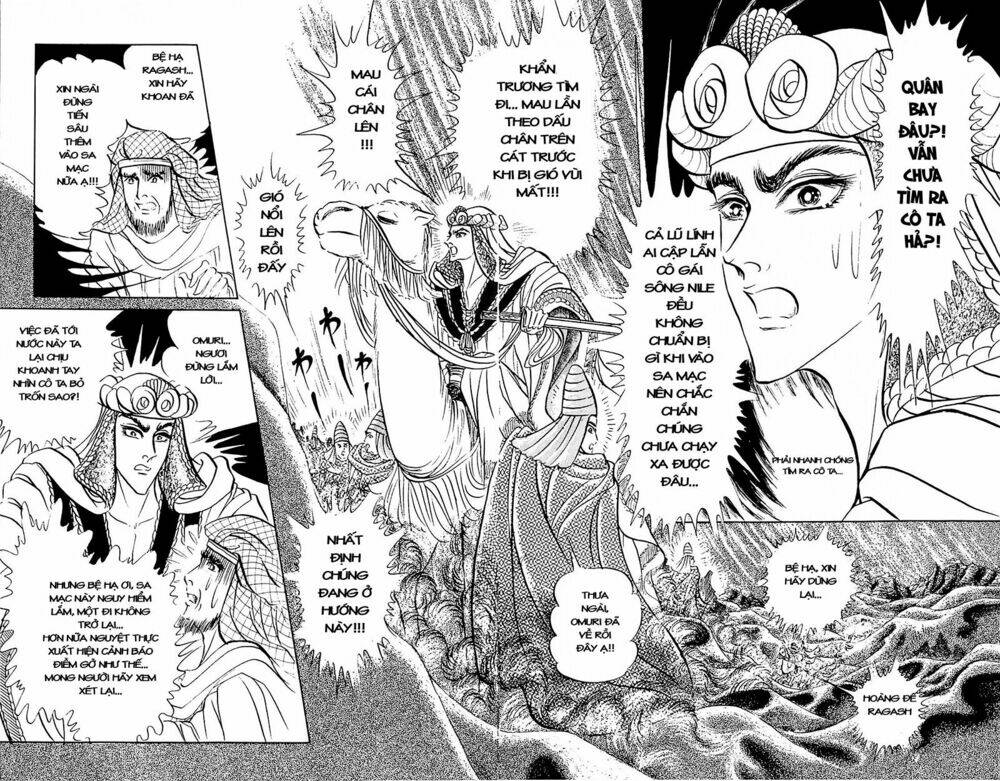 QUÂN
BAY
ĐÂU?!
VẪN
CHƯA
TÌM RA
CÔ TA
HẢ?!
PHẢI NHANH CHÓNG
TÌM RA CÔ TA...
CẢ LŨ LÍNH
AI CẬP LẪN
CÔ GÁI
SÔNG NILE
ĐỀU
KHÔNG
CHUẨN BỊ
GÌ KHI VÀO
SA MẠC
NÊN CHẮC
CHẮN
CHÚNG
CHƯA CHẠY
XA ĐƯỢC
ĐÂU...
KHẨN
TRƯƠNG TÌM
ĐI... MAU LẦN
THEO DẤU
CHÂN TRÊN
CÁT TRƯỚC
KHI BỊ GIÓ VÙI
MẤT!!!
MAU
CÁI
CHÂN
LÊN
!!!
GIÓ
NỔI
LÊN
RỒI
ĐẤY
わ
わ
わー
NHẤT
ĐỊNH
CHÚNG
ĐANG Ở
HƯỚNG
NÀY!!!
BỆ HẠ, XIN
HÃY DỪNG
LẠI...
HOÀNG ĐẾ
RAGASH
THƯA
NGÀI,
OMURI ĐÃ
VỀ RỒI
ĐÂY Ạ!!
BỆ HẠ
RAGASH...
XIN HÃY
KHOAN ĐÃ
XIN NGÀI
ĐỪNG
TIẾN
SÂU
THÊM
VÀO SA
MẠC
NỮA Ạ!!!
OMURI...
NGƯƠI
ĐỪNG LẮM
LỜI...
VIỆC ĐÃ TỚI
NƯỚC NÀY TA
LẠI CHỊU
KHOANH TAY
NHÌN CÔ TA BỎ
TRỐN SAO?!
NHƯNG BỆ HẠ ƠI, SA
MẠC NÀY NGUY HIỂM
LẮM, MỘT ĐI KHÔNG
TRỞ LẠI...
HƠN NỮA NGUYỆT THỰC
XUẤT HIỆN CẢNH BÁO
ĐIỀM GỞ NHƯ THẾ...
MONG NGƯỜI HÃY XEM
XÉT LẠI...